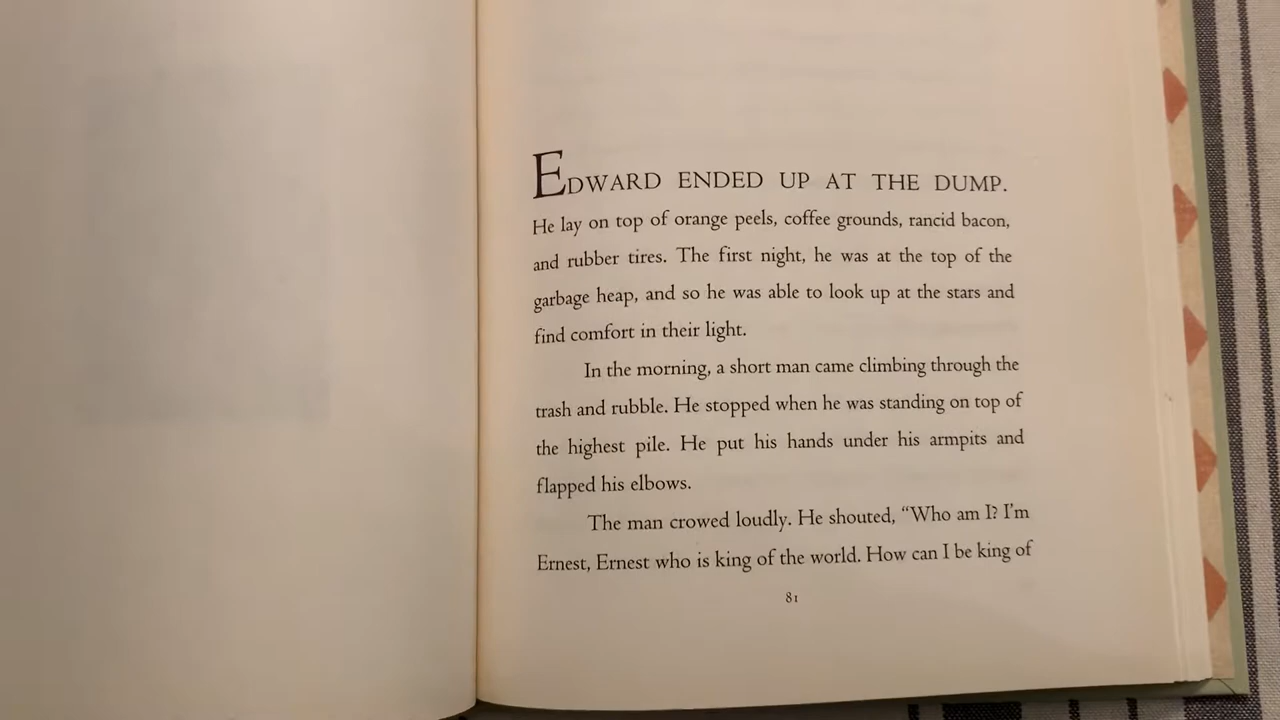 EDWARD ENDED UP AT THE DUMP.
He lay on top of orange peels, coffee grounds, rancid bacon,
and rubber tires. The first night, he was at the top of the
garbage heap, and so he was able to look up at the stars and
find comfort in their light.
In the morning, a short man came climbing through the
trash and rubble. He stopped when he was standing on top of
the highest pile. He put his hands under his armpits and
flapped his elbows.
The man crowed loudly. He shouted, “Who am I? I’m
Ernest, Ernest who is king of the world. How can I be king of
81